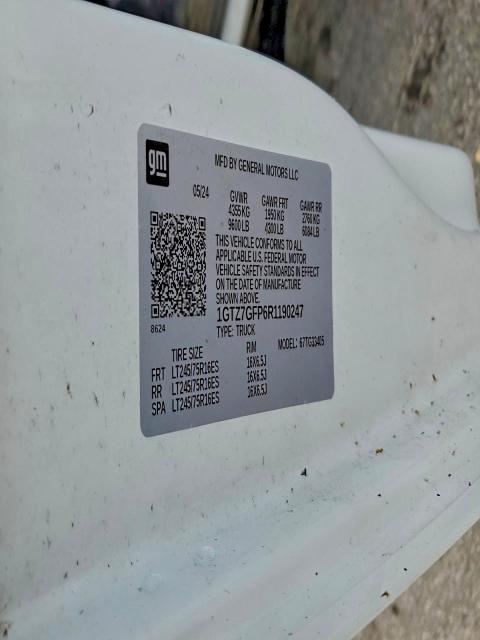 gm
MFD BY GENERAL MOTORS LLC
05/24 GVWR GAWR FRT GAWR RR
4355 KG 1950 KG 2760 KG
9600 LB 4300 LB 6084 LB
THIS VEHICLE CONFORMS TO ALL
APPLICABLE U.S. FEDERAL MOTOR
VEHICLE SAFETY STANDARDS IN EFFECT
ON THE DATE OF MANUFACTURE
SHOWN ABOVE.
1GTZ7GFP6R1190247
8624 TYPE: TRUCK
MODEL: 67TG33405
TIRE SIZE RIM
FRT LT245/75R16ES 16X6.5J
RR LT245/75R16ES 16X6.5J
SPA LT245/75R16ES 16X6.5J